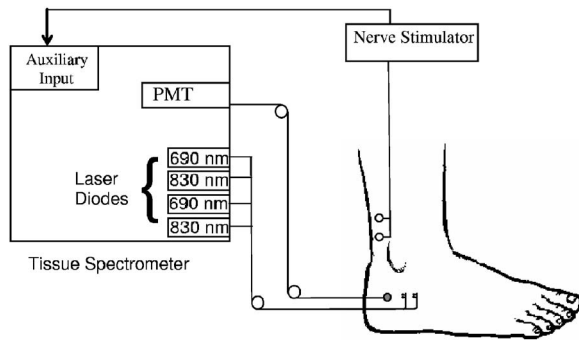 Auxiliary
Input
Nerve Stimulator
PMT
Laser
Diodes
690 nm
830 nm
690 nm
830 nm
Tissue Spectrometer